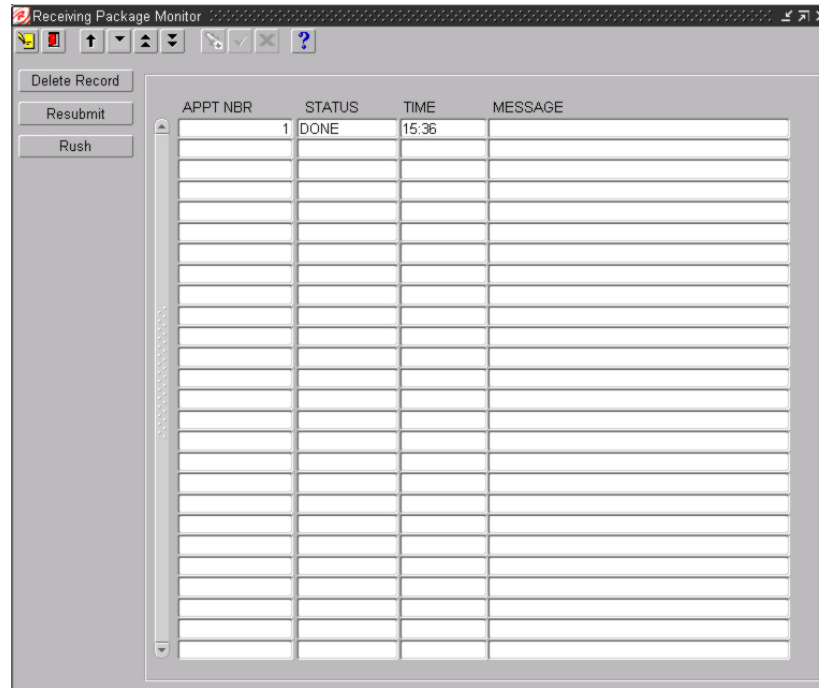 Receiving Package Monitor
?
Delete Record
Resubmit
Rush
APPT NBR STATUS TIME MESSAGE
1 DONE 15:36